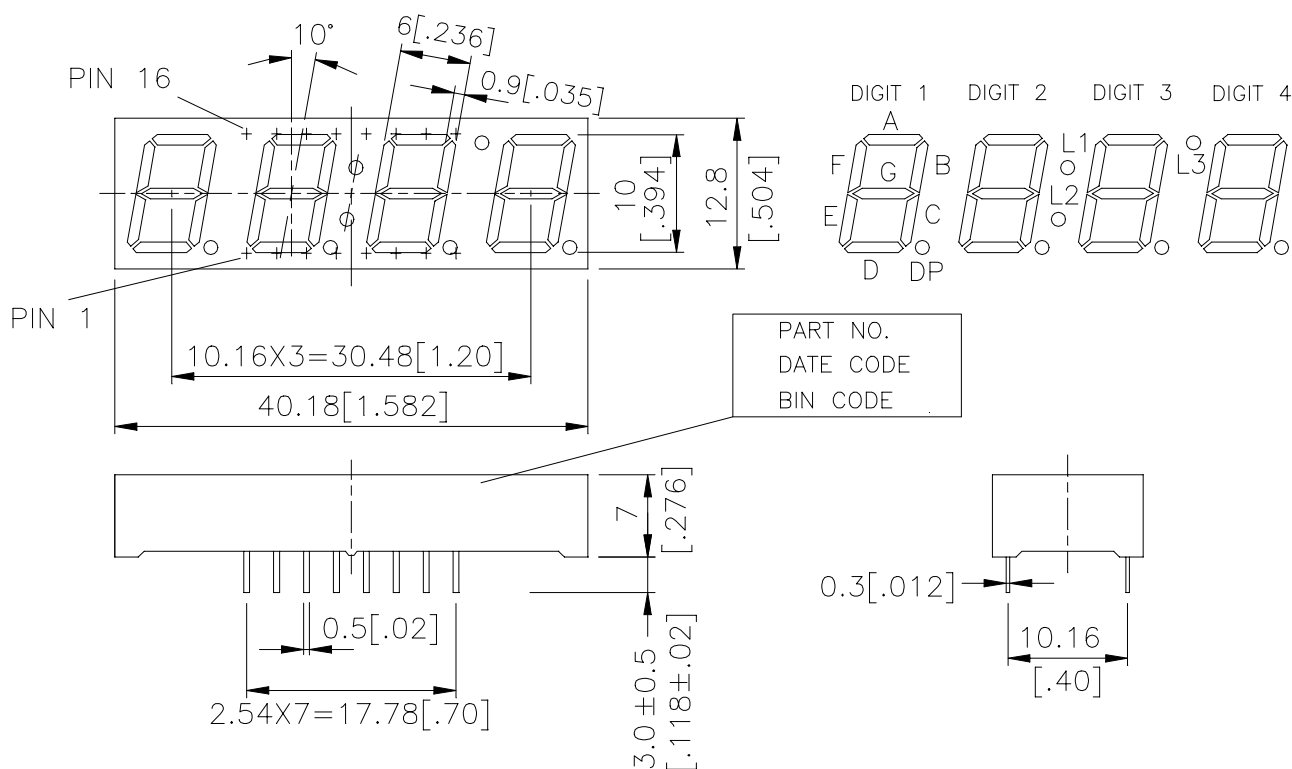 10°
6[.236]
PIN 16
0.9[.035]
10
[.394]
12.8
[.504]
PIN 1
10.16X3=30.48[1.20]
40.18[1.582]
DIGIT 1 DIGIT 2 DIGIT 3 DIGIT 4
A
L1
F G B
L3
L2
E C
D DP
PART NO.
DATE CODE
BIN CODE
7
[.276]
0.5[.02]
2.54X7=17.78[.70]
3.0±0.5
[.118±.02]
0.3[.012]
10.16
[.40]